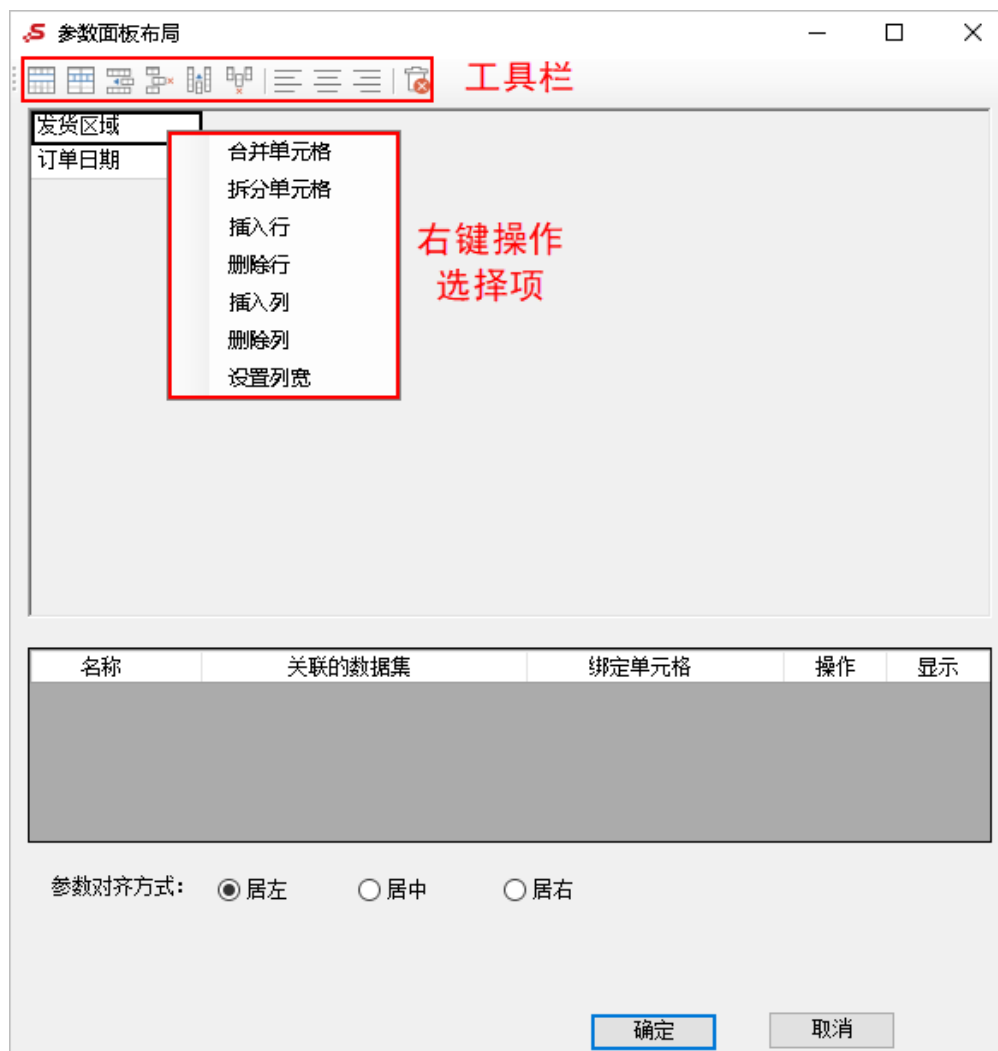 参数面板布局
工具栏
发货区域
订单日期
合并单元格
拆分单元格
插入行
删除行
插入列
删除列
设置列宽
右键操作
选择项
名称 关联的数据集 绑定单元格 操作 显示
参数对齐方式: 居左 居中 居右
确定 取消